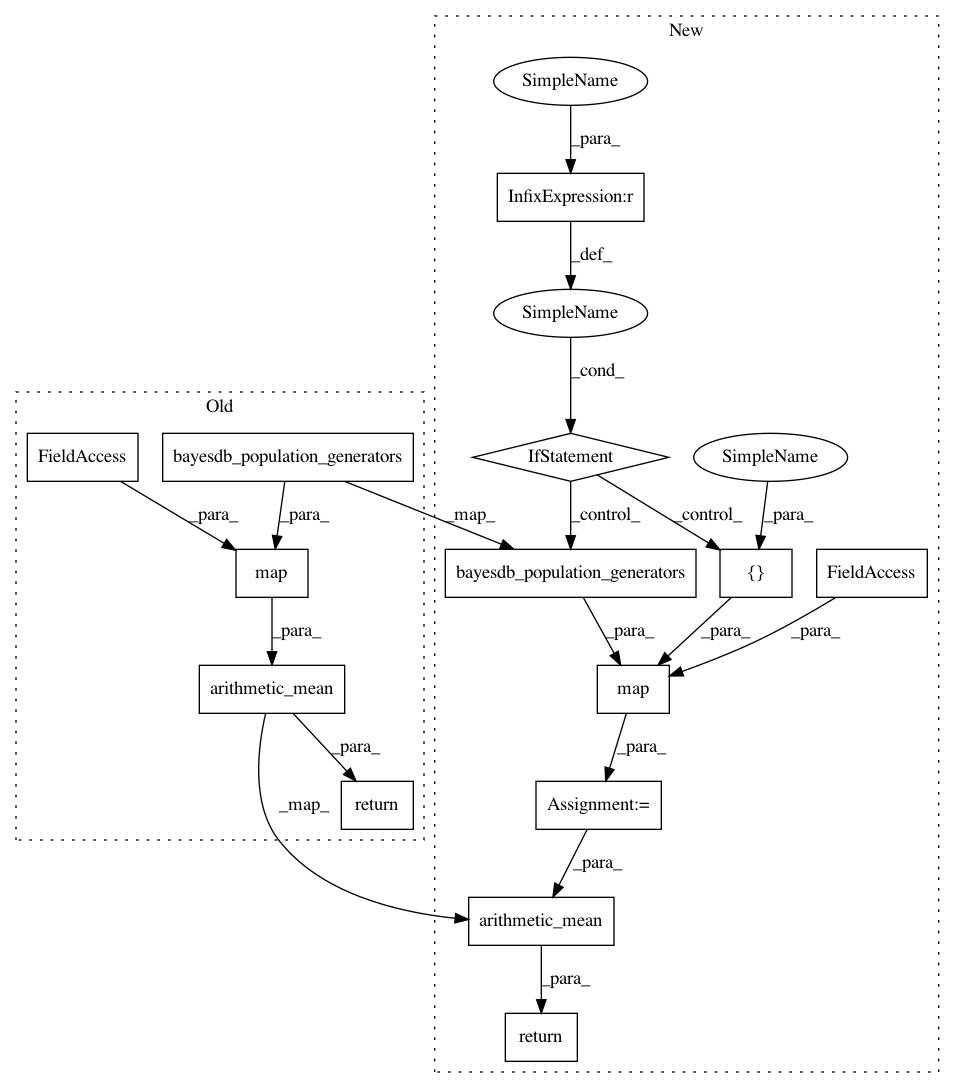 New
SimpleName
_para_
InfixExpression:r
_def_
SimpleName
_cond_
Old
FieldAccess
bayesdb_population_generators
IfStatement
SimpleName
_para_
_para_
_map_
_control_
_control_
_para_
map
bayesdb_population_generators
{}
FieldAccess
_para_
_para_
_para_
_para_
arithmetic_mean
map
_para_
_para_
_map_
return
Assignment:=
_para_
arithmetic_mean
_para_
return